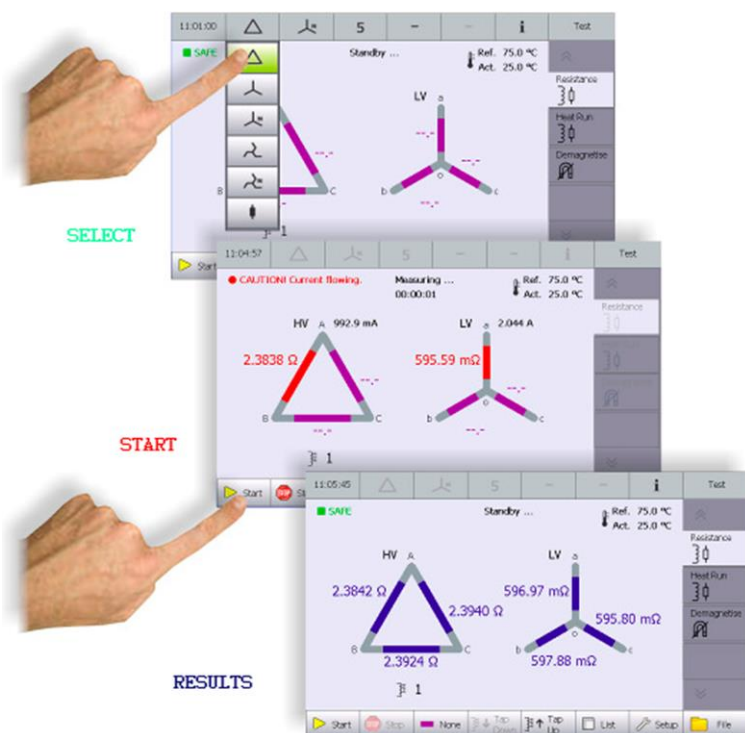 11:01:00 5 - - i Test
SAFE Standby ... Ref. 75.0 ºC
Act. 25.0 ºC
Resistance
LV a
Heat Run
--.-
--.-
Demagnetise
B C b o c
--.-
1
SELECT
Start
11:04:57 5 - - i Test
CAUTION! Current flowing. Measuring ... Ref. 75.0 ºC
00:00:01 Act. 25.0 ºC
Resistance
HV A 992.9 mA LV a 2.044 A
2.3838 Ω 595.59 mΩ
--.- --.-
B C b o c
--.- --.-
1
START
Start STOP
11:05:45 5 - - i Test
SAFE Standby ... Ref. 75.0 ºC
Act. 25.0 ºC
Resistance
HV A LV a
Heat Run
2.3842 Ω 596.97 mΩ
2.3940 Ω 595.80 mΩ
Demagnetise
B C b o c
2.3924 Ω 597.88 mΩ
RESULTS
1
Start STOP Stop None Tap Down Tap Up List Setup File